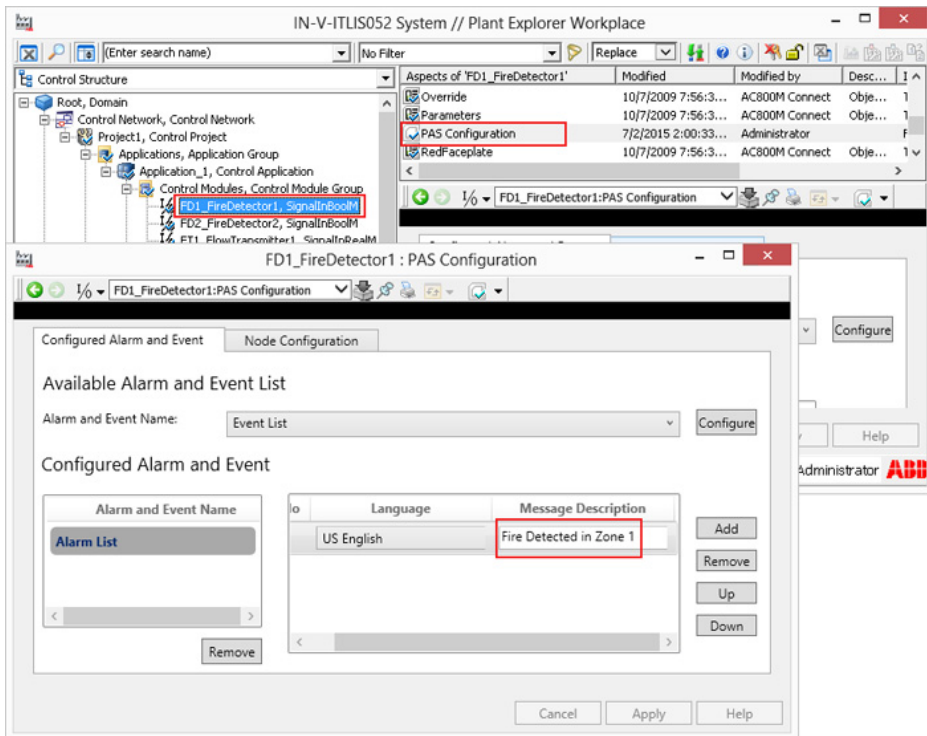 IN-V-ITLIS052 System // Plant Explorer Workplace
(Enter search name) No Filter Replace
Control Structure
Aspects of 'FD1_FireDetector1' Modified Modified by Desc...
Root, Domain
Override 10/7/2009 7:56:3... AC800M Connect Obje...
Control Network, Control Network
Parameters 10/7/2009 7:56:3... AC800M Connect Obje...
Project1, Control Project
PAS Configuration 7/2/2015 2:00:33... Administrator
Applications, Application Group
RedFaceplate 10/7/2009 7:56:3... AC800M Connect Obje...
Application_1, Control Application
Control Modules, Control Module Group
FD1_FireDetector1, SignalInBoolM
FD1_FireDetector1:PAS Configuration
FD2_FireDetector2, SignalInBoolM
FT1_FlowTransmitter1, SignalInRealM
Configure
Help
Administrator ABB
FD1_FireDetector1 : PAS Configuration
FD1_FireDetector1:PAS Configuration
Configured Alarm and Event Node Configuration
Available Alarm and Event List
Alarm and Event Name: Event List Configure
Configured Alarm and Event
Alarm and Event Name Language Message Description
Alarm List US English Fire Detected in Zone 1
Add
Remove
Up
Down
Remove
Cancel Apply Help